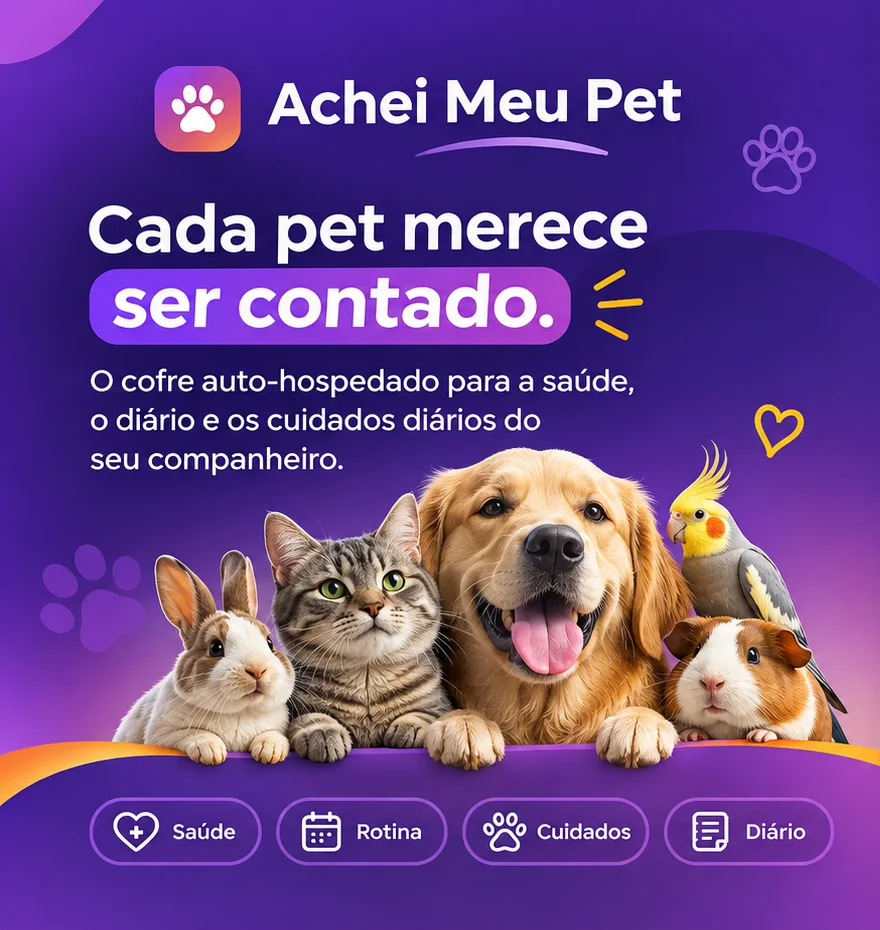 Achei Meu Pet
Cada pet merece
ser contado.
O cofre auto-hospedado para a saúde,
o diário e os cuidados diários do
seu companheiro.
Saúde
Rotina
Cuidados
Diário